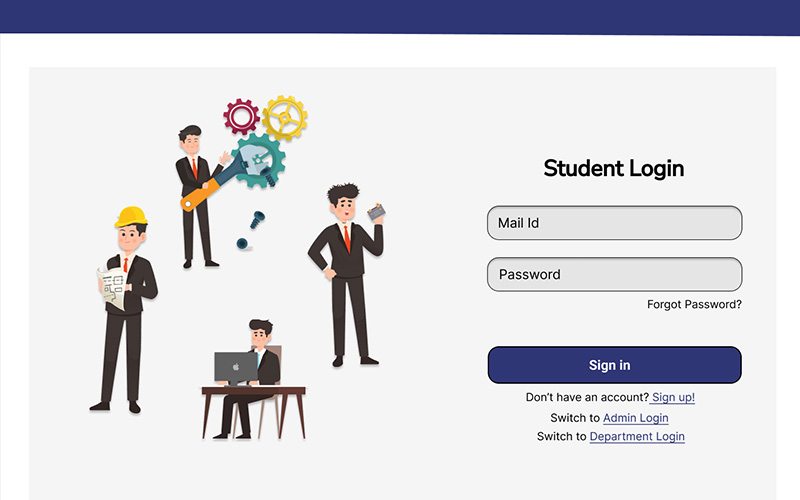 Student Login
Mail Id
Password
Forgot Password?
Sign in
Don’t have an account? Sign up!
Switch to Admin Login
Switch to Department Login